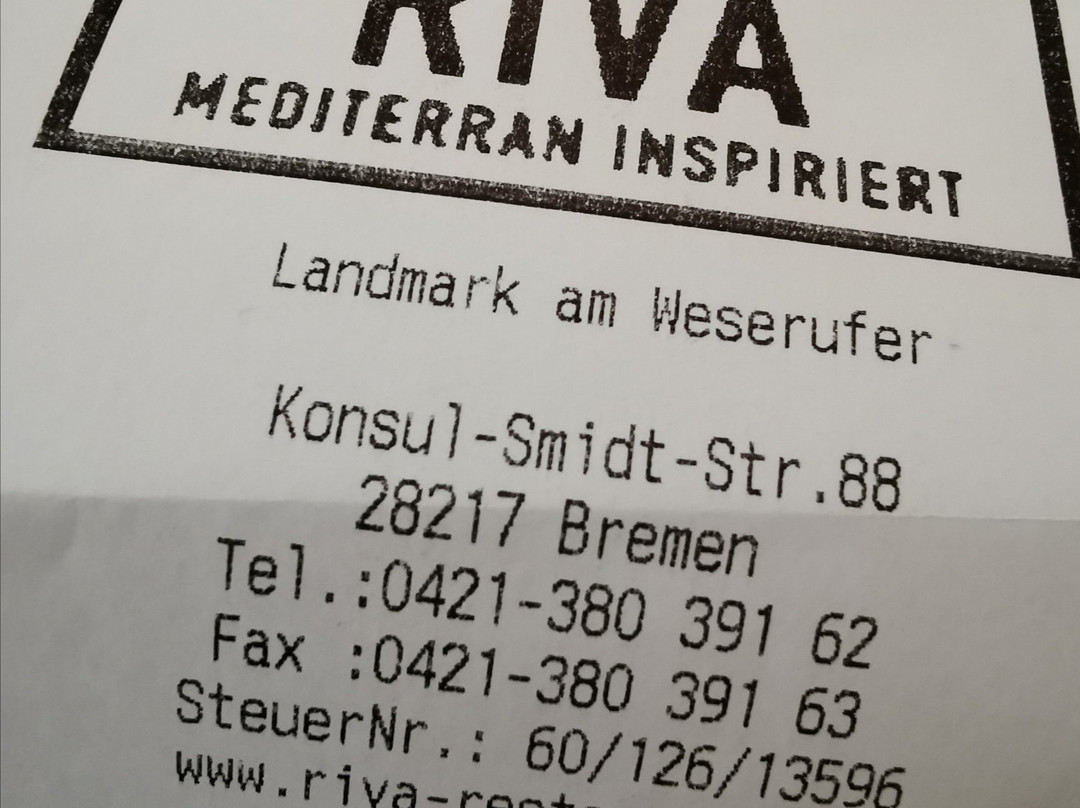 RIVA
MEDITERRAN INSPIRIERT
Landmark am Weserufer
Konsul-Smidt-Str.88
28217 Bremen
Tel.:0421-380 391 62
Fax :0421-380 391 63
SteuerNr.: 60/126/13596